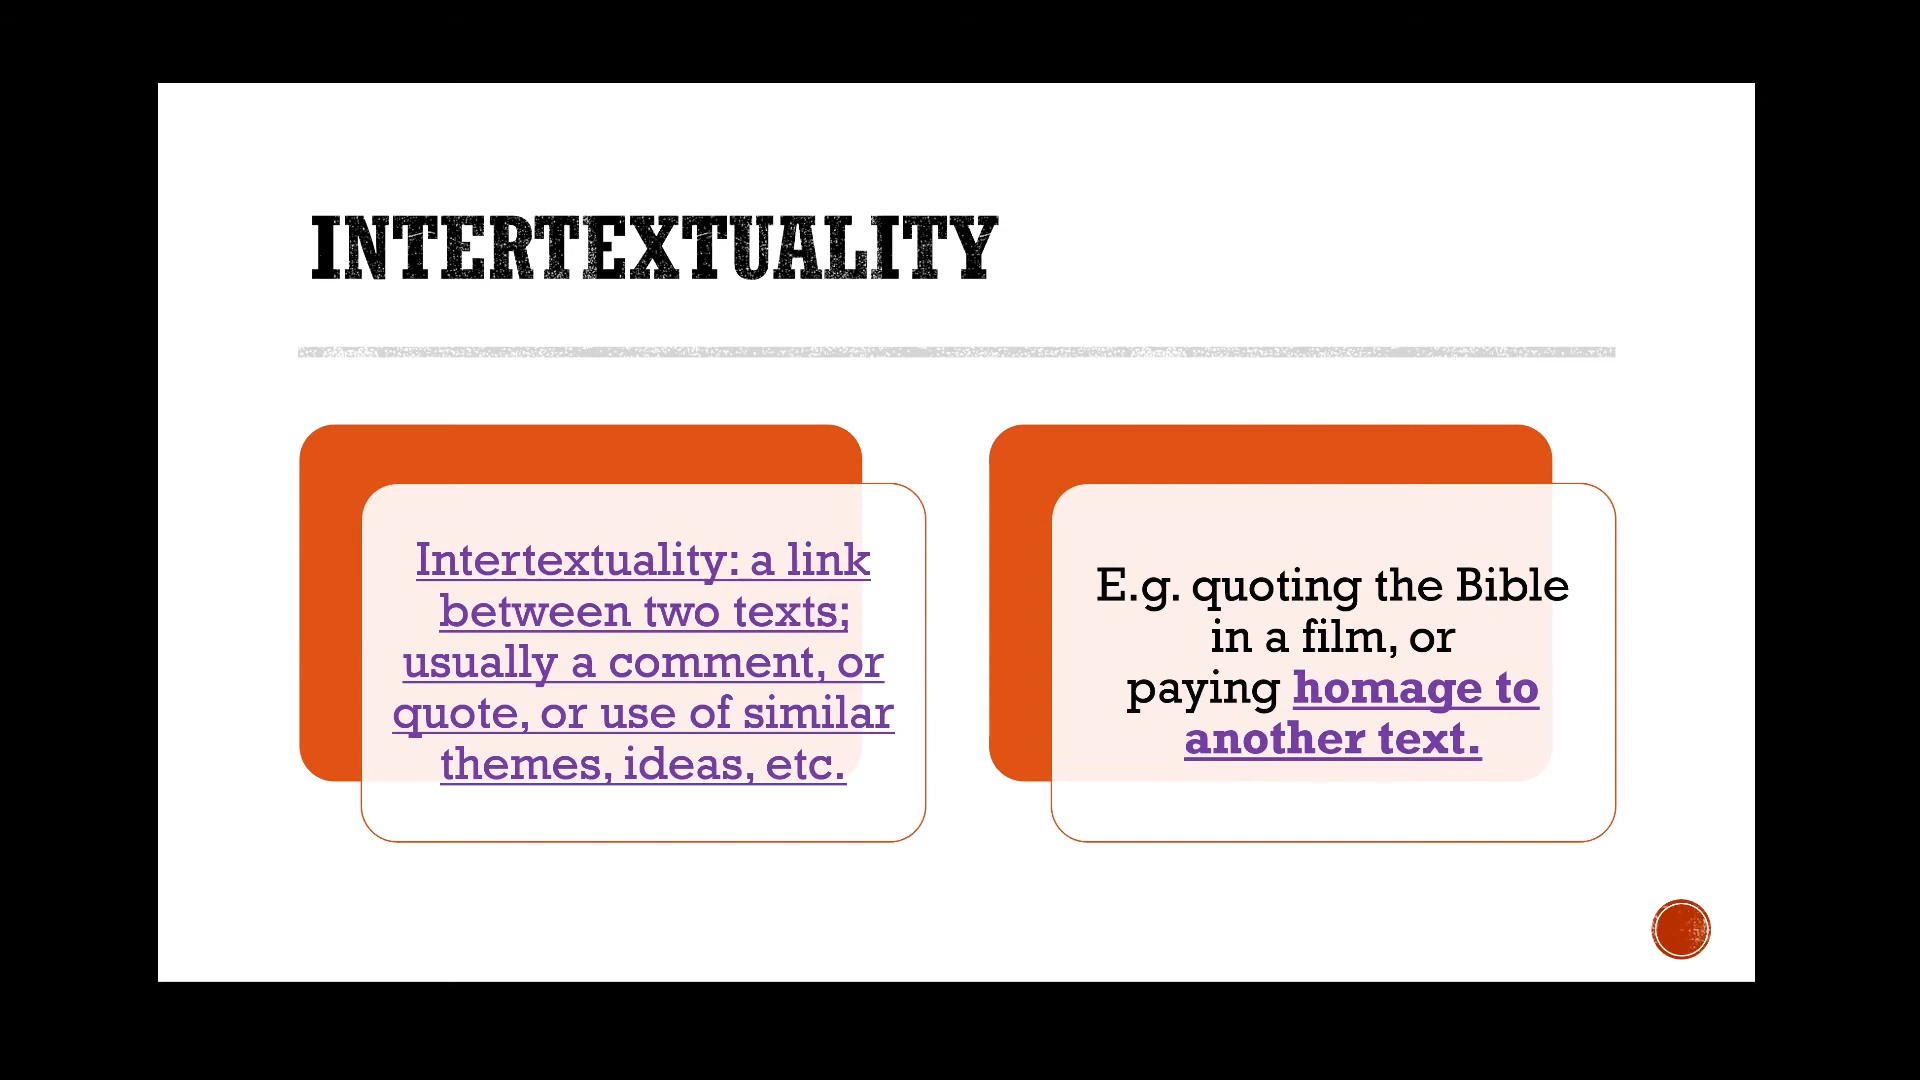 INTERTEXTUALITY
Intertextuality: a link
between two texts;
usually a comment, or
quote, or use of similar
themes, ideas, etc.
E.g. quoting the Bible
in a film, or
paying homage to
another text.